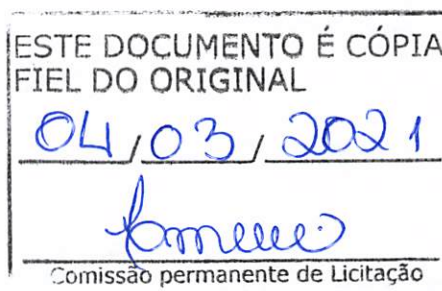 ESTE DOCUMENTO É CÓPIA
FIEL DO ORIGINAL
04/03/2021
Comissão permanente de Licitação